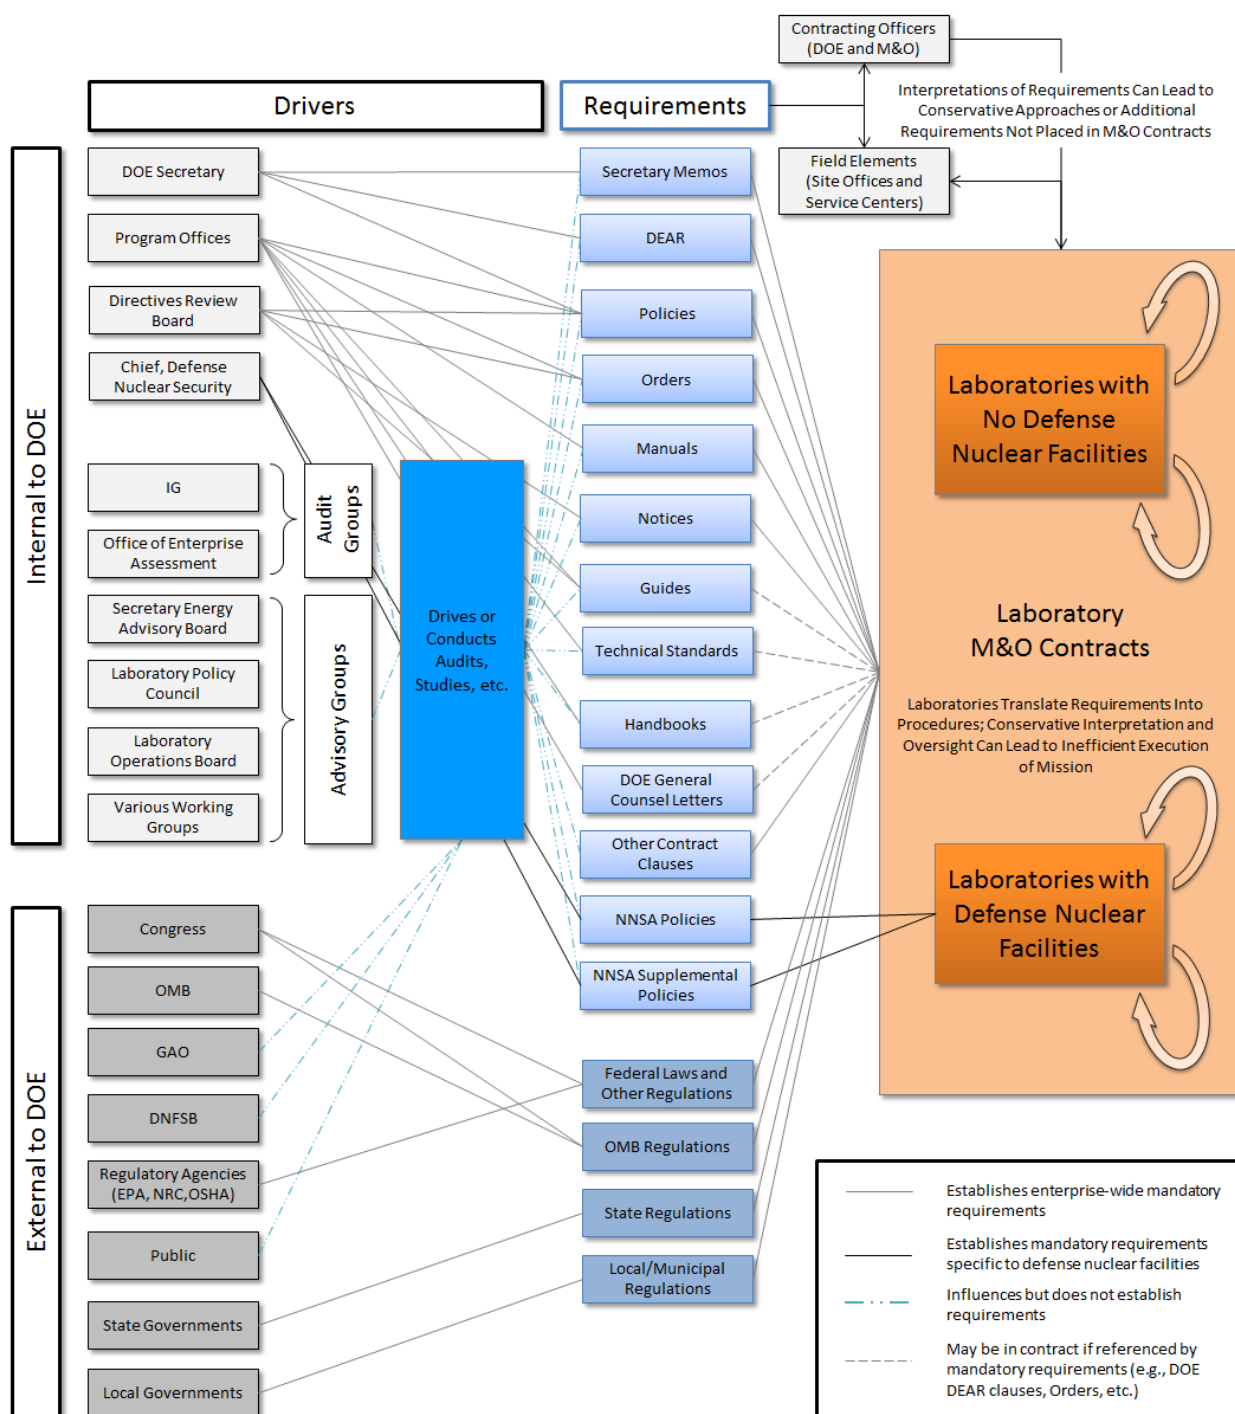 Contracting Officers
(DOE and M&O)
Drivers
Requirements
Interpretations of Requirements Can Lead to
Conservative Approaches or Additional
Requirements Not Placed in M&O Contracts
Field Elements
(Site Offices and
Service Centers)
Internal to DOE
DOE Secretary
Program Offices
Directives Review
Board
Chief, Defense
Nuclear Security
IG
Office of Enterprise
Assessment
Secretary Energy
Advisory Board
Laboratory Policy
Council
Laboratory
Operations Board
Various Working
Groups
Audit
Groups
Advisory Groups
Drives or
Conducts
Audits,
Studies, etc.
Secretary Memos
DEAR
Policies
Orders
Manuals
Notices
Guides
Technical Standards
Handbooks
DOE General
Counsel Letters
Other Contract
Clauses
NNSA Policies
NNSA Supplemental
Policies
Laboratories with
No Defense
Nuclear Facilities
Laboratory
M&O Contracts
Laboratories Translate Requirements Into
Procedures; Conservative Interpretation and
Oversight Can Lead to Inefficient Execution
of Mission
Laboratories with
Defense Nuclear
Facilities
External to DOE
Congress
OMB
GAO
DNFSB
Regulatory Agencies
(EPA, NRC,OSHA)
Public
State Governments
Local Governments
Federal Laws and
Other Regulations
OMB Regulations
State Regulations
Local/Municipal
Regulations
Establishes enterprise-wide mandatory
requirements
Establishes mandatory requirements
specific to defense nuclear facilities
Influences but does not establish
requirements
May be in contract if referenced by
mandatory requirements (e.g., DOE
DEAR clauses, Orders, etc.)